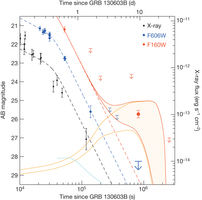 Time since GRB 130603B (d)
1
10
X-ray
F606W
F160W
21
22
23
24
25
26
27
28
29
AB magnitude
10⁻¹¹
10⁻¹²
10⁻¹³
10⁻¹⁴
X-ray flux (erg s⁻¹ cm⁻²)
10⁴
10⁵
10⁶
Time since GRB 130603B (s)